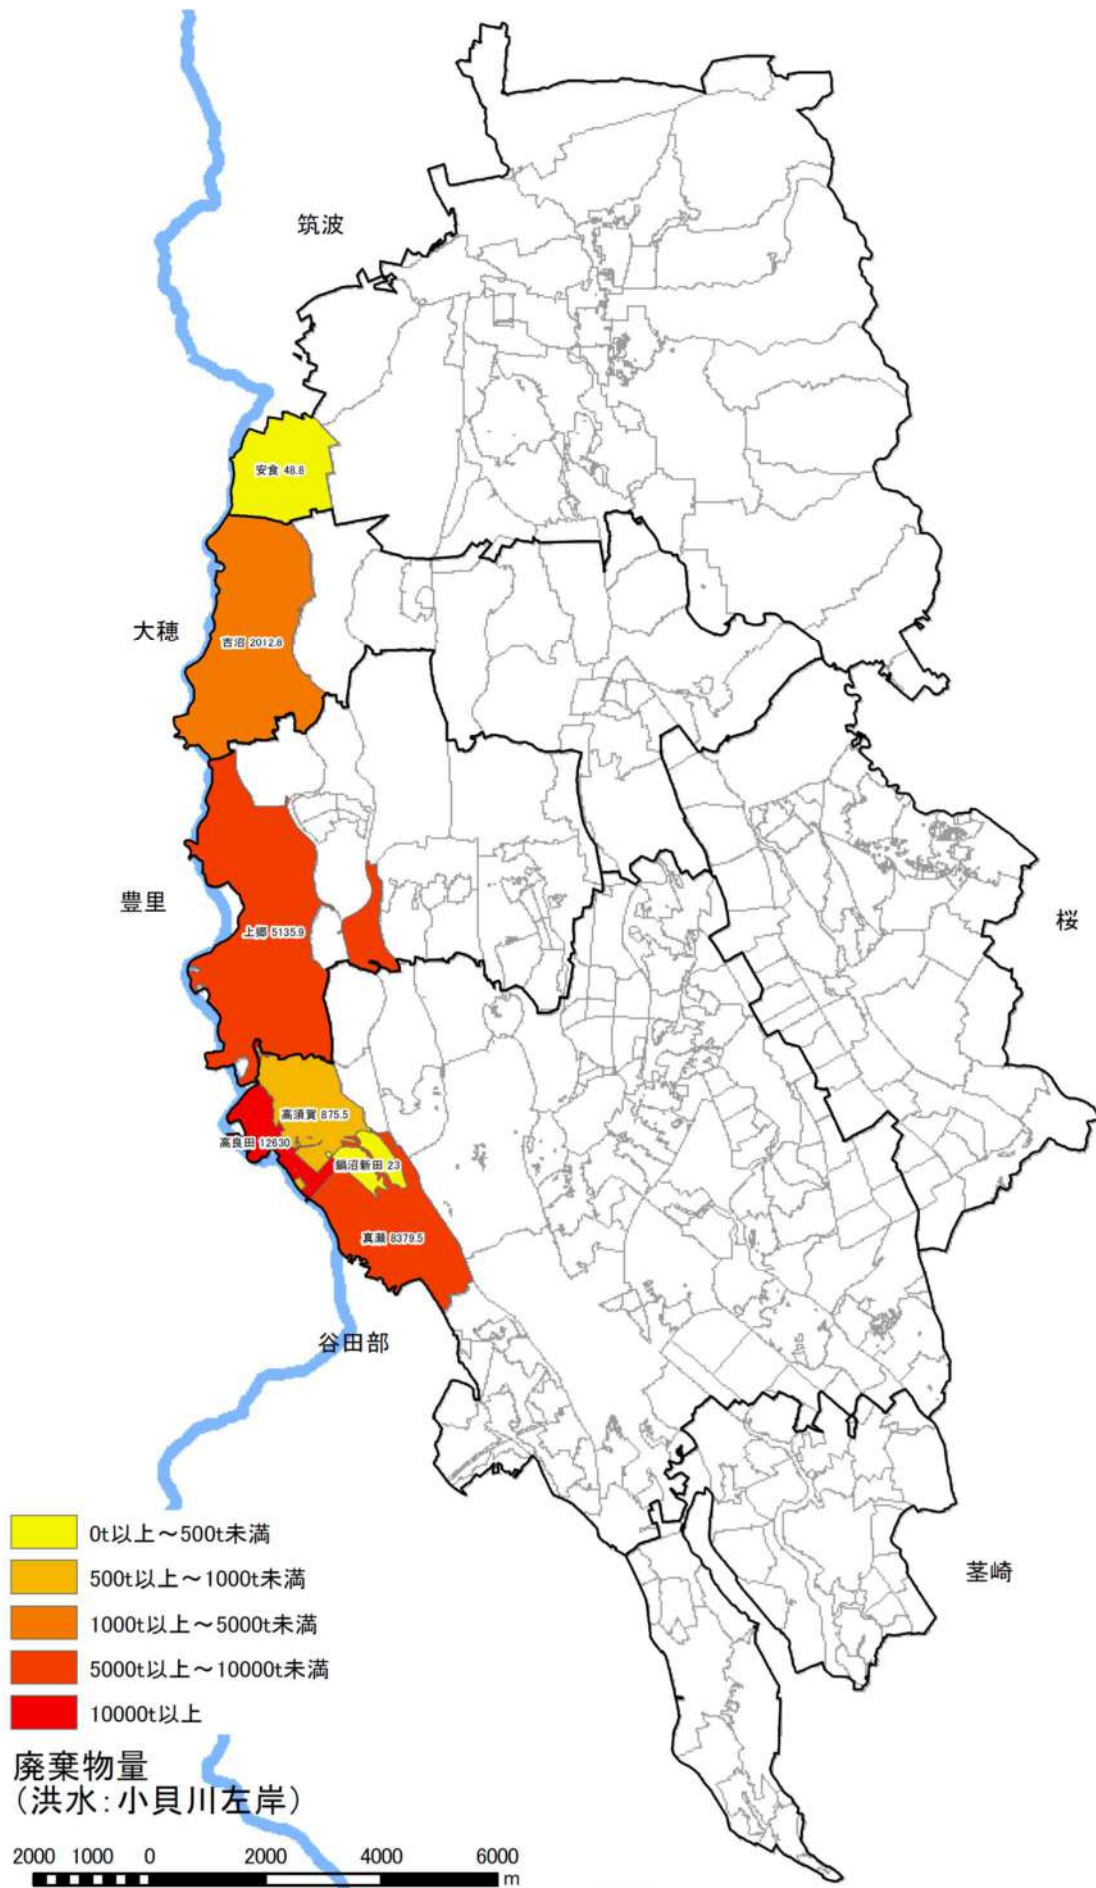 筑波
安食 48.8
大穂
吉沼 2012.8
豊里
上郷 5135.9
桜
高須賀 875.5
高良田 12630
鍋沼新田 23
真瀬 8379.5
谷田部
茎崎
0t以上～500t未満
500t以上～1000t未満
1000t以上～5000t未満
5000t以上～10000t未満
10000t以上
廃棄物量
(洪水:小貝川左岸)
2000 1000 0 2000 4000 6000
m